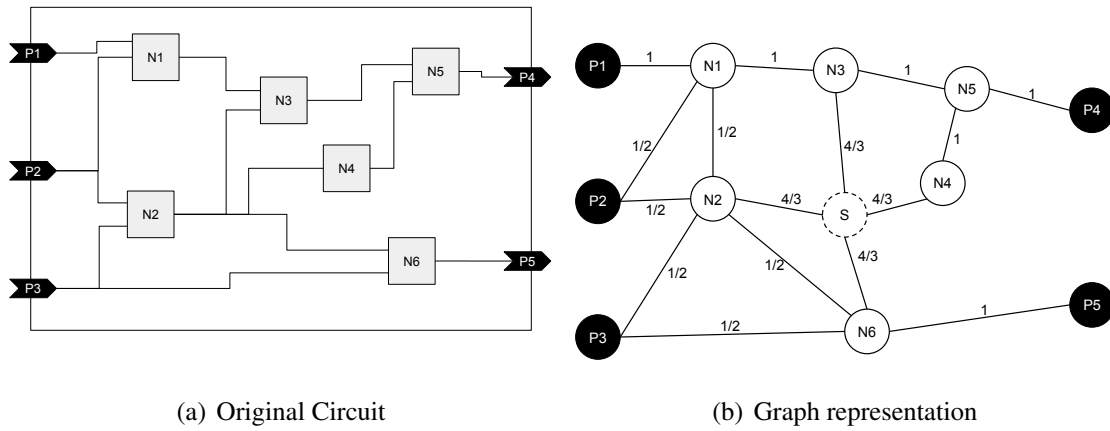 P1
N1
N5
P4
N3
P2
N4
N2
N6
P3
P5
P1
1
N1
1
N3
1
N5
1
P4
1/2
1/2
4/3
1
P2
1/2
N2
4/3
S
4/3
N4
1/2
1/2
4/3
P3
1/2
N6
1
P5
(a) Original Circuit
(b) Graph representation